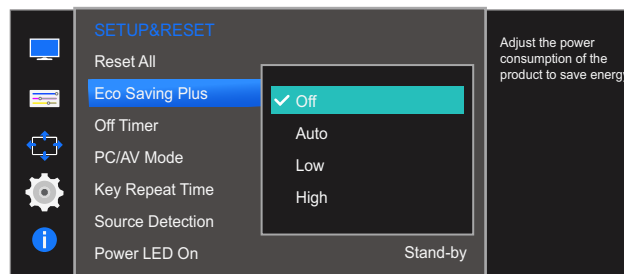 SETUP&RESET
Reset All
Eco Saving Plus
Off Timer
PC/AV Mode
Key Repeat Time
Source Detection
Power LED On
Stand-by
Off
Auto
Low
High
Adjust the power
consumption of the
product to save energy